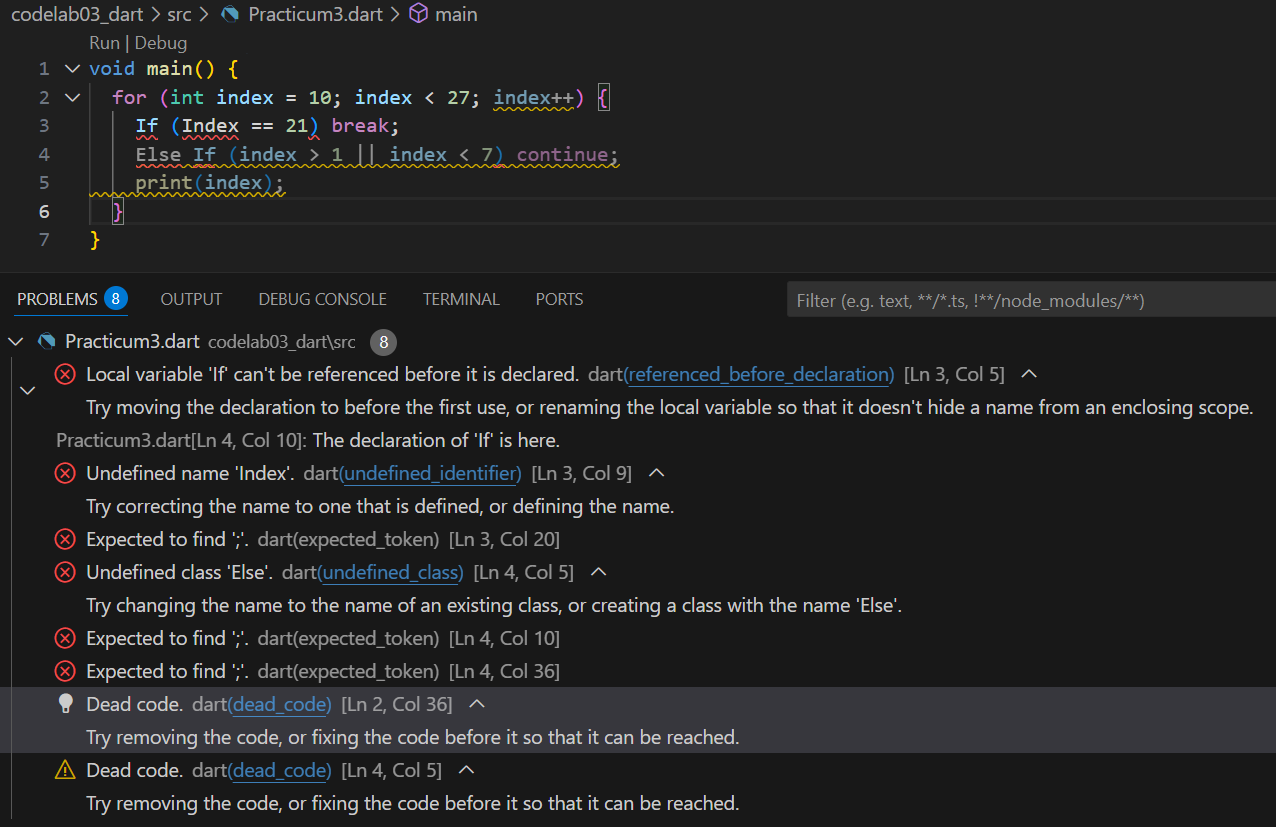 codelab03_dart > src > Practicum3.dart > main
Run | Debug
1 void main() {
2 for (int index = 10; index < 27; index++) {
3 If (Index == 21) break;
4 Else If (index > 1 || index < 7) continue;
5 print(index);
6 }
7 }
PROBLEMS 8 OUTPUT DEBUG CONSOLE TERMINAL PORTS Filter (e.g. text, **/*.ts, !**/node_modules/**)
Practicum3.dart codelab03_dart\src 8
Local variable 'If' can't be referenced before it is declared. dart(referenced_before_declaration) [Ln 3, Col 5]
Try moving the declaration to before the first use, or renaming the local variable so that it doesn't hide a name from an enclosing scope.
Practicum3.dart[Ln 4, Col 10]: The declaration of 'If' is here.
Undefined name 'Index'. dart(undefined_identifier) [Ln 3, Col 9]
Try correcting the name to one that is defined, or defining the name.
Expected to find ';'. dart(expected_token) [Ln 3, Col 20]
Undefined class 'Else'. dart(undefined_class) [Ln 4, Col 5]
Try changing the name to the name of an existing class, or creating a class with the name 'Else'.
Expected to find ';'. dart(expected_token) [Ln 4, Col 10]
Expected to find ';'. dart(expected_token) [Ln 4, Col 36]
Dead code. dart(dead_code) [Ln 2, Col 36]
Try removing the code, or fixing the code before it so that it can be reached.
Dead code. dart(dead_code) [Ln 4, Col 5]
Try removing the code, or fixing the code before it so that it can be reached.